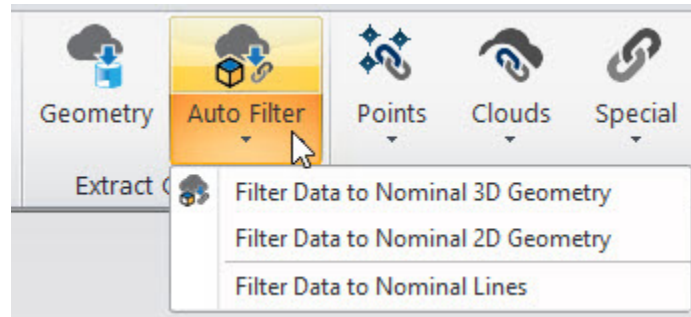 Geometry
Auto Filter
Points
Clouds
Special
Extract
Filter Data to Nominal 3D Geometry
Filter Data to Nominal 2D Geometry
Filter Data to Nominal Lines